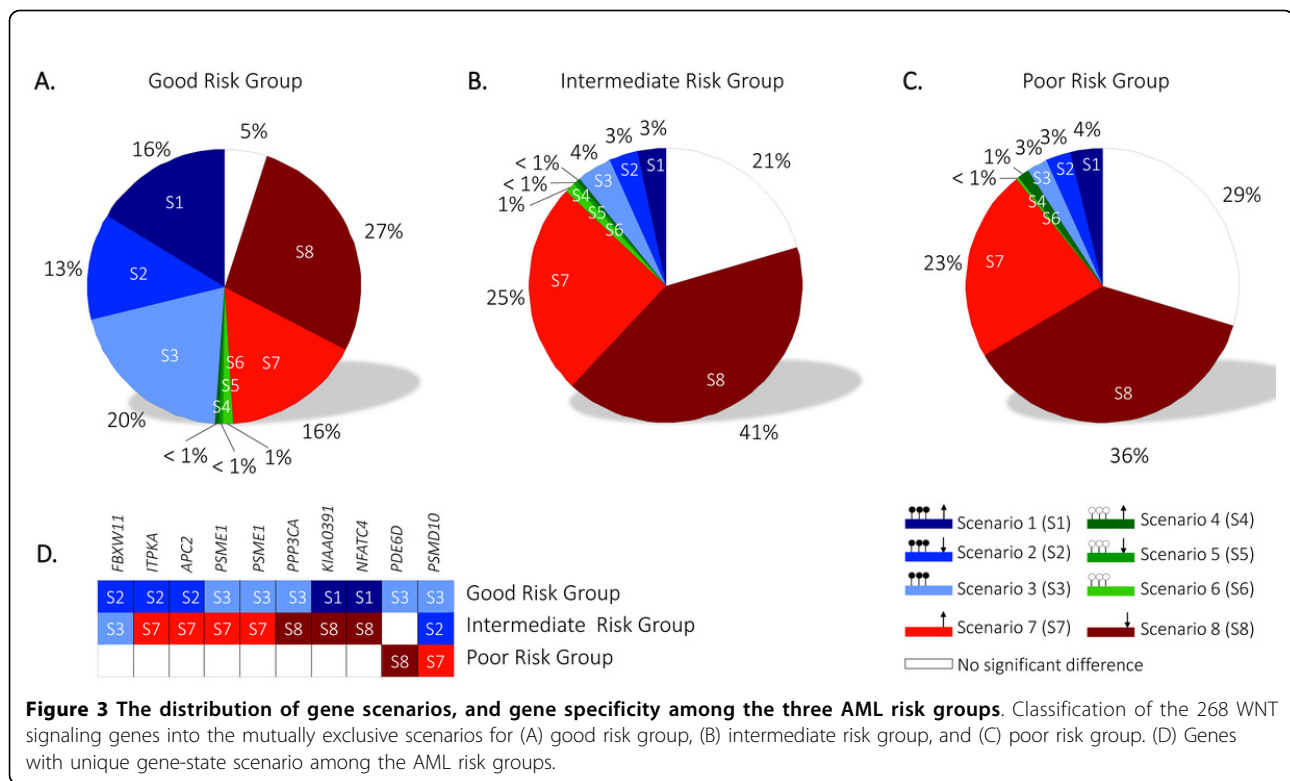 A. Good Risk Group
B. Intermediate Risk Group
C. Poor Risk Group
5%
16%
S1
S8
27%
13%
S2
S3
S6
S7
S5
S4
20%
16%
< 1%
< 1%
1%
3%
3%
4%
< 1%
< 1%
1%
S1
S2
S3
S4
S5
S6
21%
S7
25%
S8
41%
4%
3%
3%
1%
< 1%
S1
S2
S3
S4
S6
29%
23%
S7
S8
36%
D.
FBXW11 ITPKA APC2 PSME1 PSME1 PPP3CA KIAA0391 NFATC4 PDE6D PSMD10
S2 S2 S2 S3 S3 S3 S1 S1 S3 S3 Good Risk Group
S3 S7 S7 S7 S7 S8 S8 S8 S2 Intermediate Risk Group
S8 S7 Poor Risk Group
Scenario 1 (S1) Scenario 4 (S4)
Scenario 2 (S2) Scenario 5 (S5)
Scenario 3 (S3) Scenario 6 (S6)
Scenario 7 (S7) Scenario 8 (S8)
No significant difference
Figure 3 The distribution of gene scenarios, and gene specificity among the three AML risk groups. Classification of the 268 WNT
signaling genes into the mutually exclusive scenarios for (A) good risk group, (B) intermediate risk group, and (C) poor risk group. (D) Genes
with unique gene-state scenario among the AML risk groups.